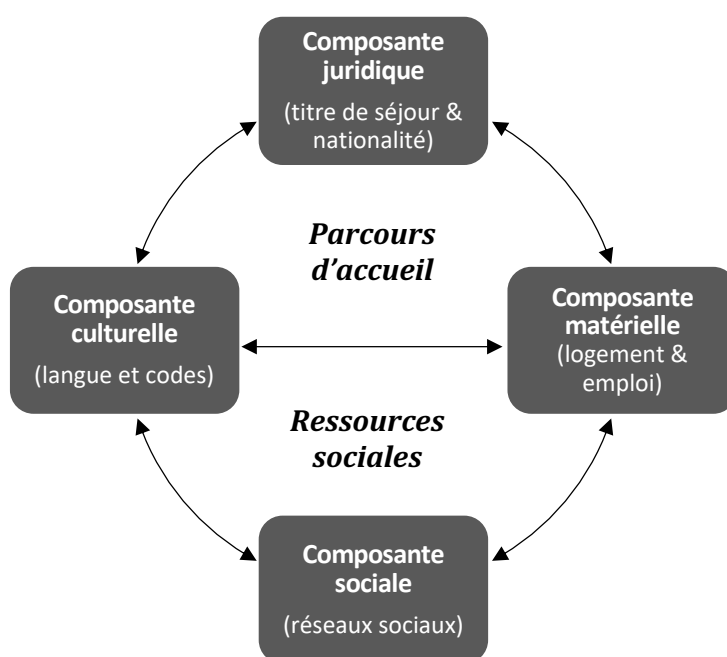 Composante
juridique
(titre de séjour &
nationalité)
Parcours
d’accueil
Composante
culturelle
(langue et codes)
Composante
matérielle
(logement &
emploi)
Ressources
sociales
Composante
sociale
(réseaux sociaux)